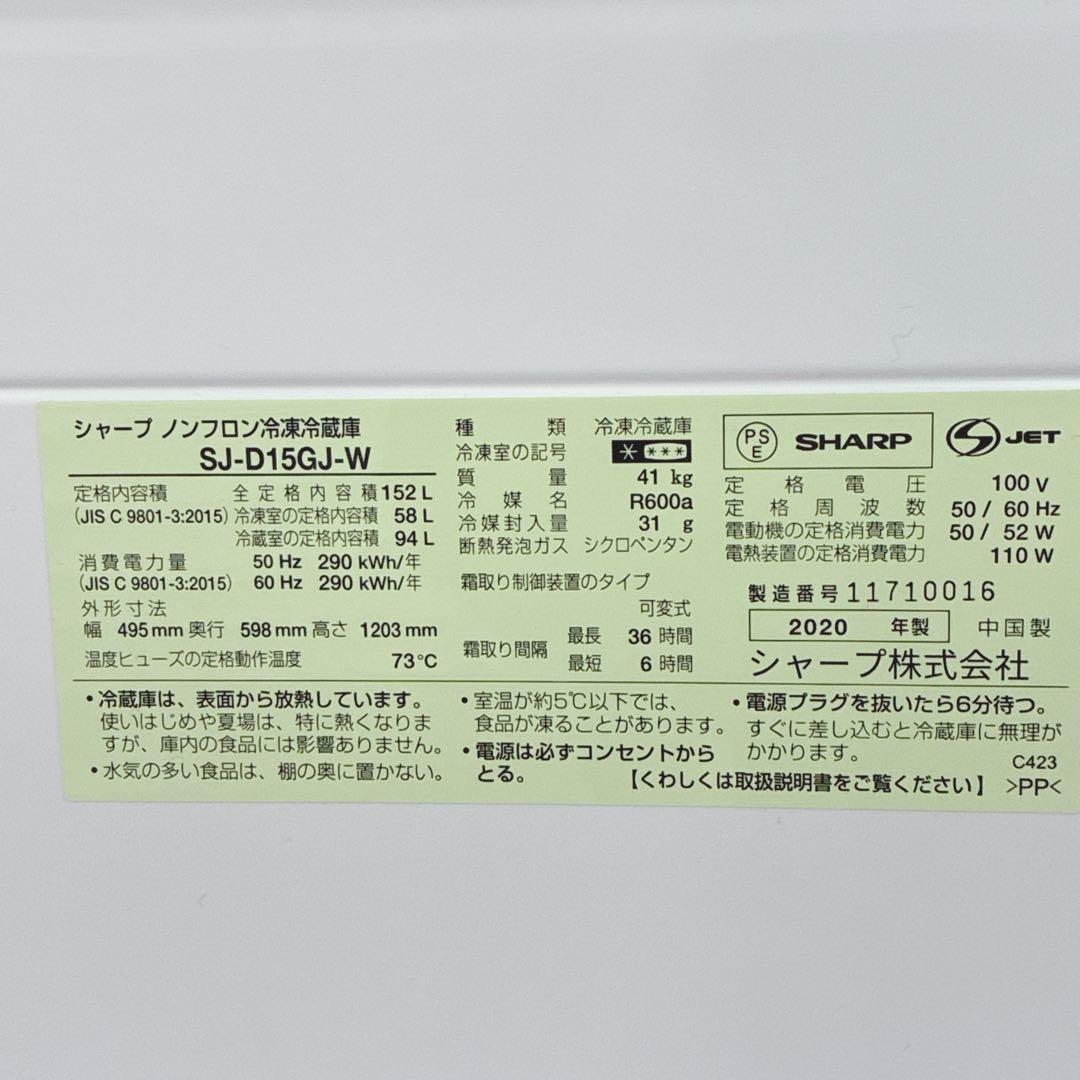 シャープ ノンフロン冷凍冷蔵庫
SJ-D15GJ-W
定格内容積 全定格内容積 152 L
(JIS C 9801-3:2015) 冷凍室の定格内容積 58 L
冷蔵室の定格内容積 94 L
消費電力量 50 Hz 290 kWh/年
(JIS C 9801-3:2015) 60 Hz 290 kWh/年
外形寸法
幅 495 mm 奥行 598 mm 高さ 1203 mm
温度ヒューズの定格動作温度 73℃
種類 冷凍冷蔵庫
冷凍室の記号 * ***
質量 41 kg
冷媒名 R600a
冷媒封入量 31 g
断熱発泡ガス シクロペンタン
霜取り制御装置のタイプ
可変式
霜取り間隔 最長 36 時間
最短 6 時間
PS
E
SHARP
JET
定格電圧 100 V
定格周波数 50 / 60 Hz
電動機の定格消費電力 50 / 52 W
電熱装置の定格消費電力 110 W
製造番号 11710016
2020 年製 中国製
シャープ株式会社
・冷蔵庫は、表面から放熱しています。
使いはじめや夏場は、特に熱くなりま
すが、庫内の食品には影響ありません。
・水気の多い食品は、棚の奥に置かない。
・室温が約5℃以下では、
食品が凍ることがあります。
・電源は必ずコンセントから
とる。
・電源プラグを抜いたら6分待つ。
すぐに差し込むと冷蔵庫に無理が
かかります。
C423
【くわしくは取扱説明書をご覧ください】 >PP<